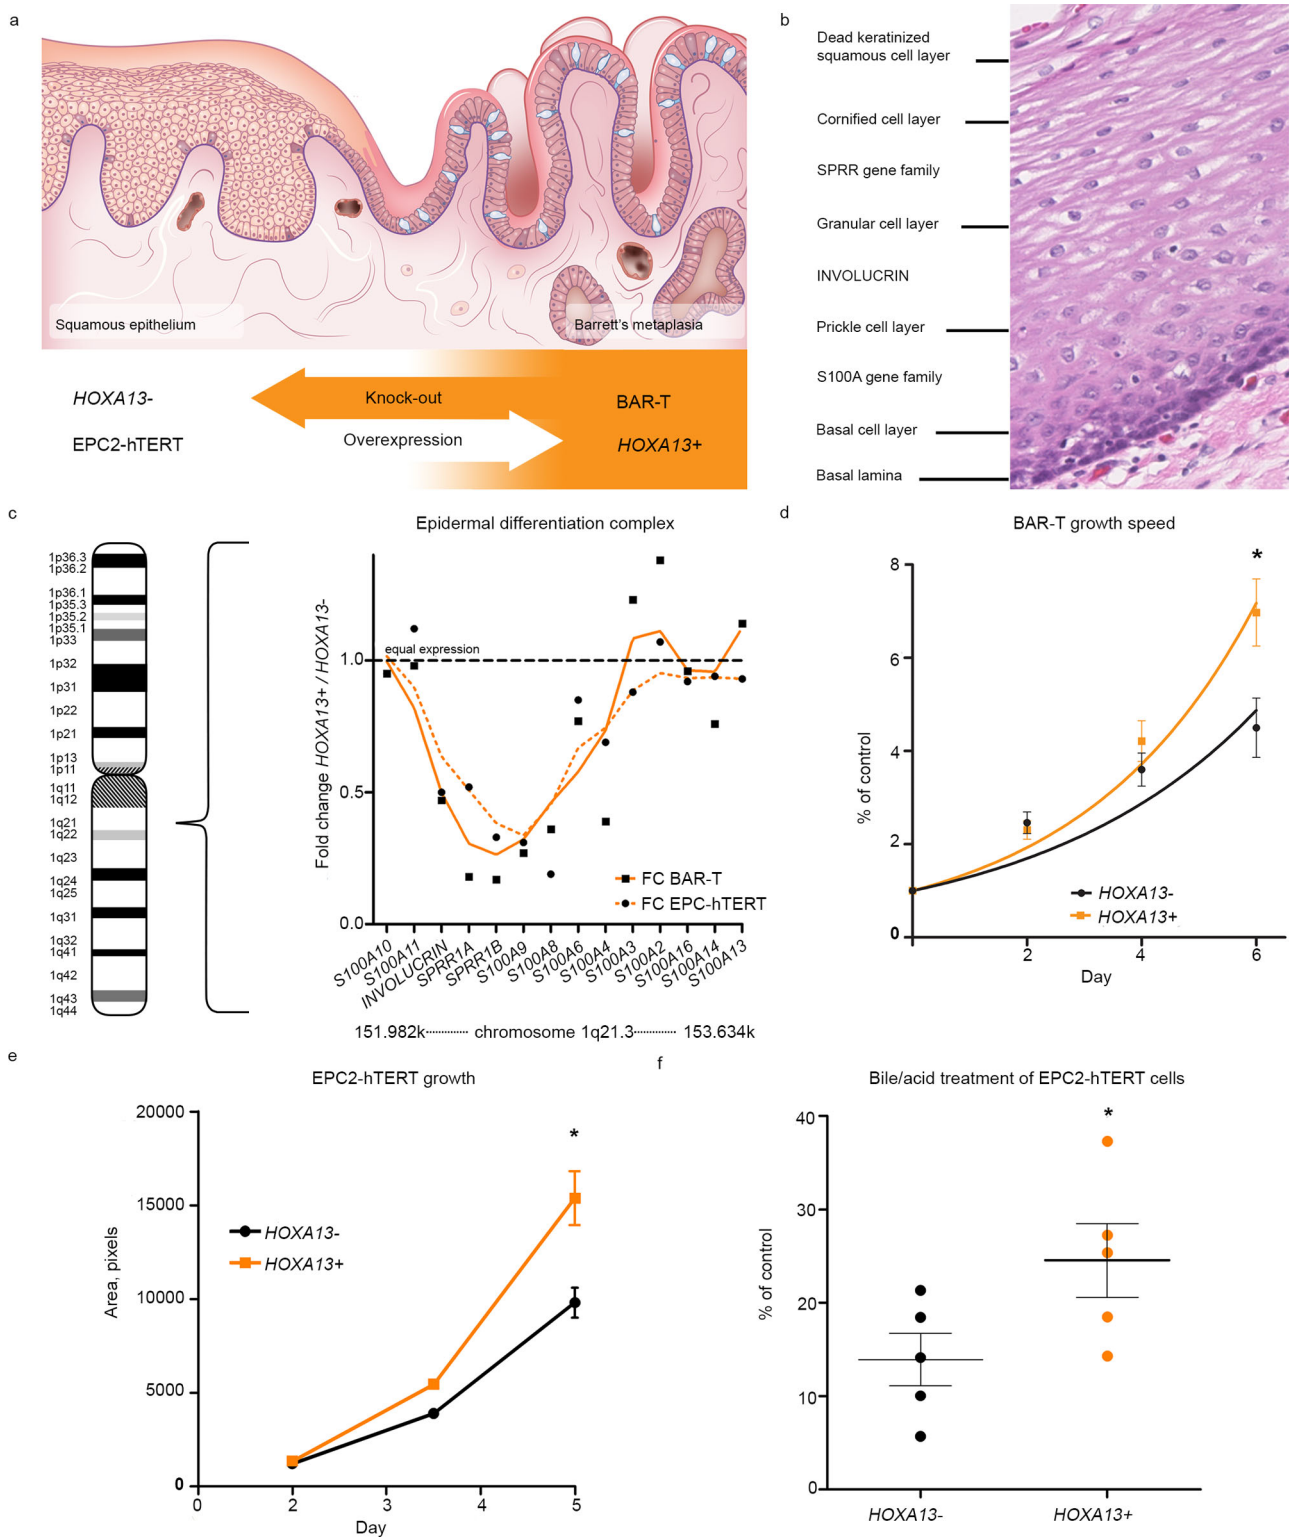 a
Squamous epithelium
Barrett's metaplasia
HOXA13-
Knock-out
BAR-T
EPC2-hTERT
Overexpression
HOXA13+
b
Dead keratinized
squamous cell layer
Cornified cell layer
SPRR gene family
Granular cell layer
INVOLUCRIN
Prickle cell layer
S100A gene family
Basal cell layer
Basal lamina
c
1p36.3
1p36.2
1p36.1
1p35.3
1p35.2
1p35.1
1p33
1p32
1p31
1p22
1p21
1p13
1p11
1q11
1q12
1q21
1q22
1q23
1q24
1q25
1q31
1q32
1q41
1q42
1q43
1q44
Epidermal differentiation complex
Fold change HOXA13+ / HOXA13-
equal expression
1.0
0.5
0.0
FC BAR-T
FC EPC-hTERT
S100A10
S100A11
INVOLUCRIN
SPRR1A
SPRR1B
S100A9
S100A8
S100A6
S100A4
S100A3
S100A2
S100A16
S100A14
S100A13
151.982k chromosome 1q21.3 153.634k
d
BAR-T growth speed
% of control
8
6
4
2
0
*
HOXA13-
HOXA13+
2 4 6
Day
e
EPC2-hTERT growth
Area, pixels
20000
15000
10000
5000
0
*
HOXA13-
HOXA13+
0 2 3 4 5
Day
f
Bile/acid treatment of EPC2-hTERT cells
% of control
40
30
20
10
0
*
HOXA13- HOXA13+